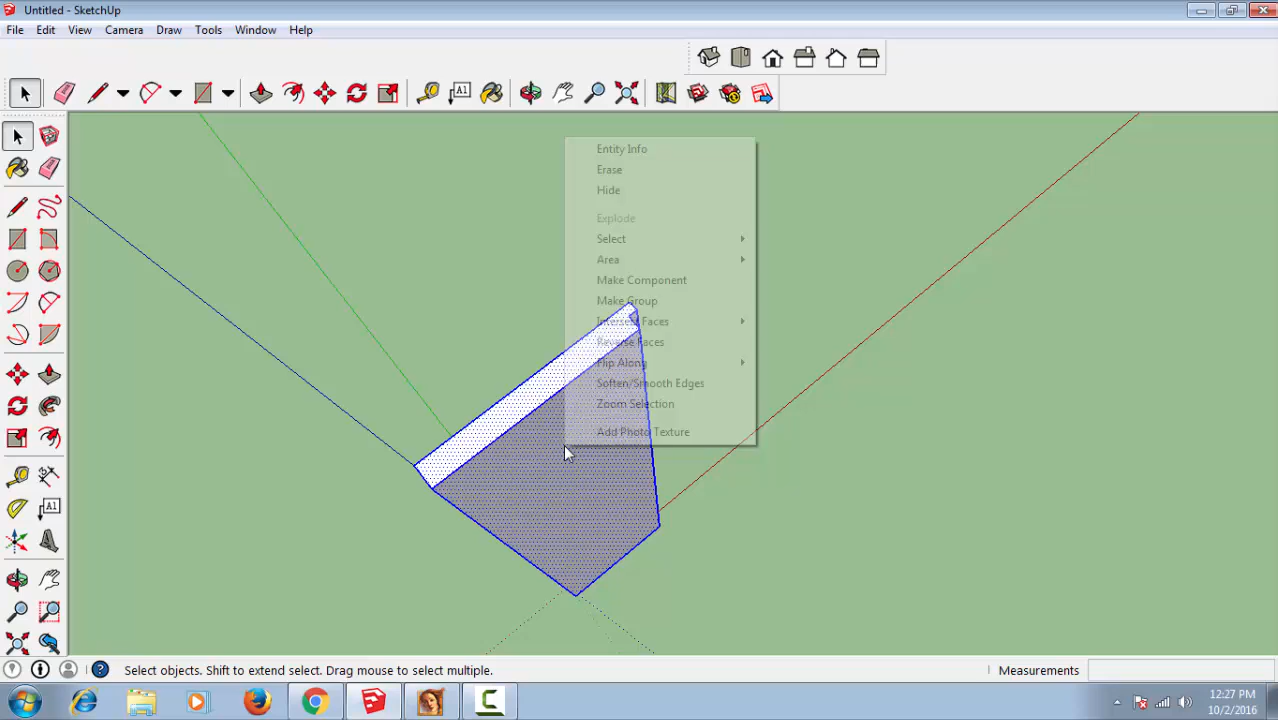 Untitled - SketchUp
File Edit View Camera Draw Tools Window Help
A1
Entity Info
Erase
Hide
Explode
Select
Area
Make Component
Make Group
Intersect Faces
Reverse Faces
Flip Along
Soften/Smooth Edges
Zoom Selection
Add Photo Texture
A1
Select objects. Shift to extend select. Drag mouse to select multiple.
Measurements
12:27 PM
10/2/2016